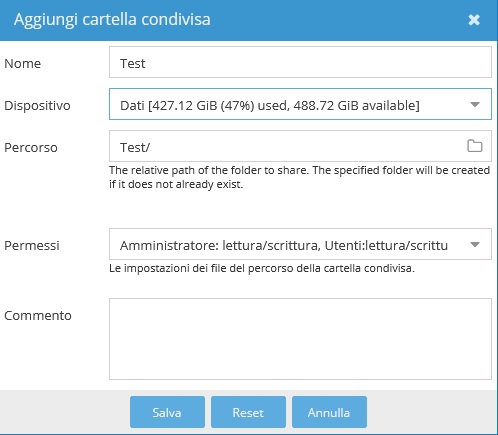 Aggiungi cartella condivisa
Nome
Test
Dispositivo
Dati [427.12 GiB (47%) used, 488.72 GiB available]
Percorso
Test/
The relative path of the folder to share. The specified folder will be created
if it does not already exist.
Permessi
Amministratore: lettura/scrittura, Utenti:lettura/scrittu
Le impostazioni dei file del percorso della cartella condivisa.
Commento
Salva
Reset
Annulla